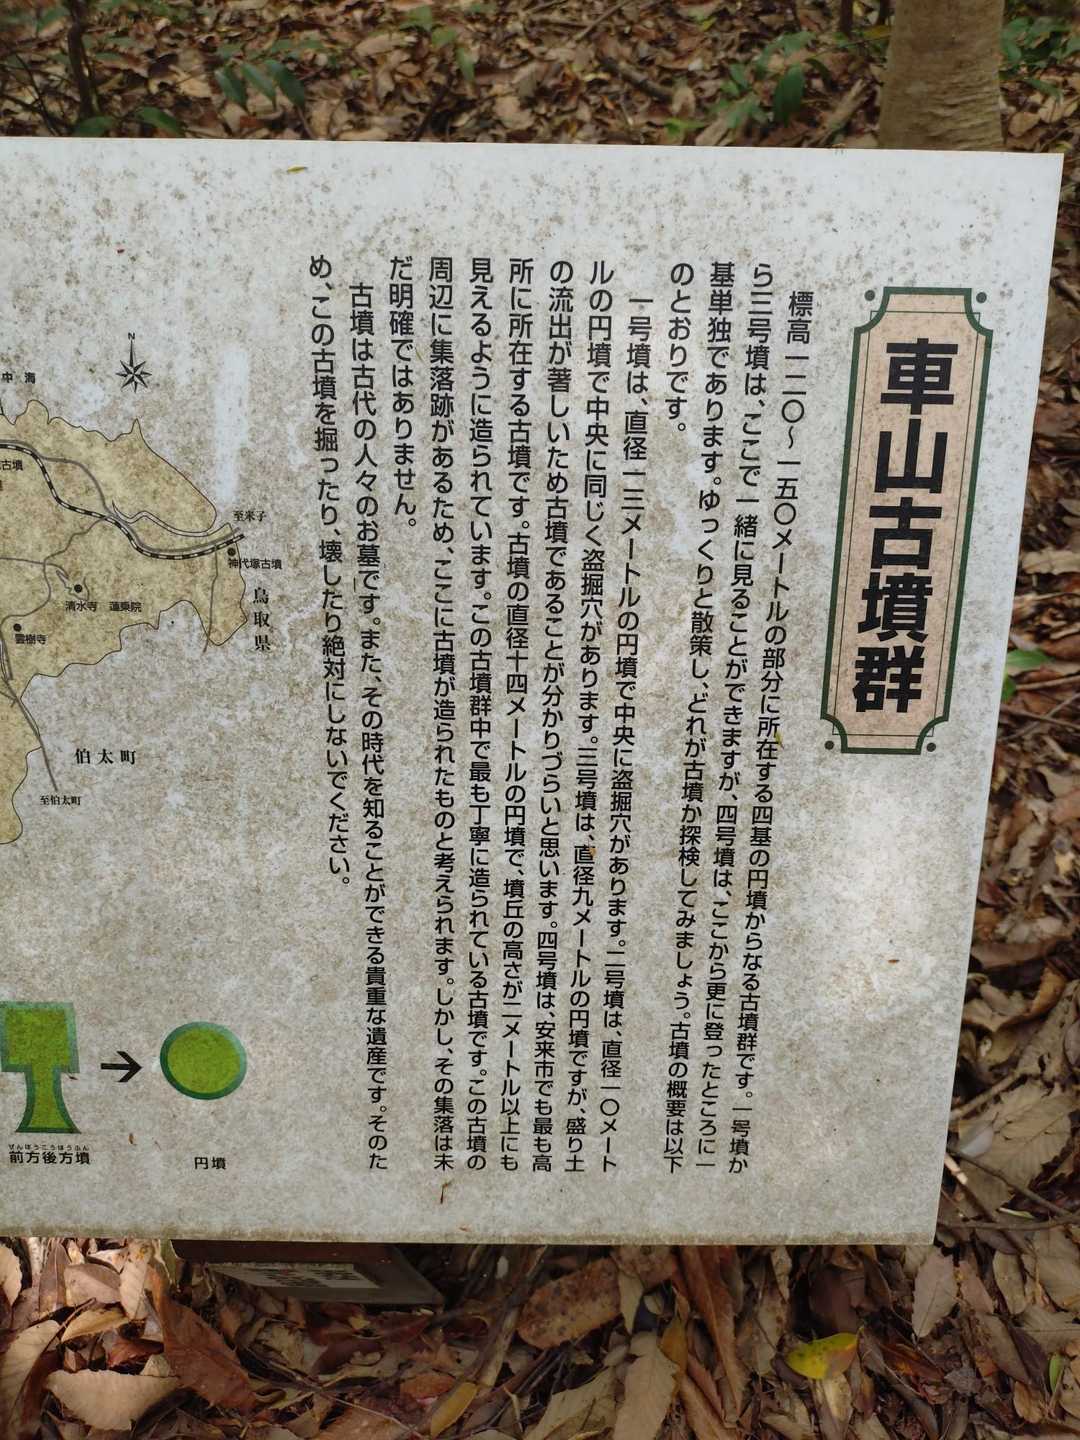 車山古墳群
標高一二〇～一五〇メートルの部分に所在する四基の円墳からなる古墳群です。一号墳か
ら三号墳は、ここで一緒に見ることができますが、四号墳は、ここから更に登ったところに一
基単独であります。ゆっくりと散策し、どれが古墳か探検してみましょう。古墳の概要は以下
のとおりです。
一号墳は、直径一三メートルの円墳で中央に盗掘穴があります。二号墳は、直径一〇メート
ルの円墳で中央に同じく盗掘穴があります。三号墳は、直径九メートルの円墳ですが、盛り土
の流出が著しいため古墳であることが分かりづらいと思います。四号墳は、安来市でも最も高
所に所在する古墳です。古墳の直径十四メートルの円墳で、墳丘の高さが二メートル以上にも
見えるように造られています。この古墳群中で最も丁寧に造られている古墳です。この古墳の
周辺に集落跡があるため、ここに古墳が造られたものと考えられます。しかし、その集落は未
だ明確ではありません。
古墳は古代の人々のお墓です。また、その時代を知ることができる貴重な遺産です。そのた
め、この古墳を掘ったり、壊したり絶対にしないでください。
N
中海
古墳
至米子
神代塚古墳
鳥取県
清水寺 蓮乗院
雲樹寺
伯太町
至伯太町
ぜんぽうこうほうふん
前方後方墳
円墳